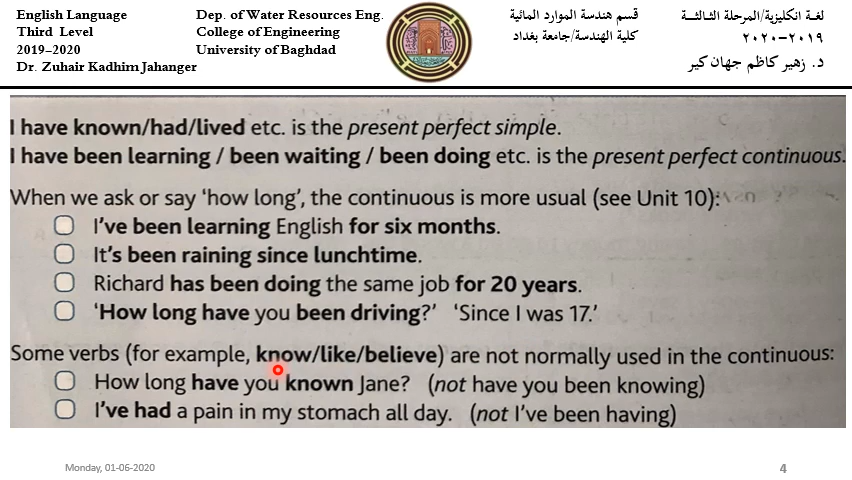 English Language
Third Level
2019–2020
Dr. Zuhair Kadhim Jahanger
Dep. of Water Resources Eng.
College of Engineering
University of Baghdad
قسم هندسة الموارد المائية
كلية الهندسة/جامعة بغداد
لغة انكليزية/المرحلة الثالثة
٢٠١٩-٢٠٢٠
د. زهير كاظم جهان كير
I have known/had/lived etc. is the present perfect simple.
I have been learning / been waiting / been doing etc. is the present perfect continuous.
When we ask or say ‘how long’, the continuous is more usual (see Unit 10):
I’ve been learning English for six months.
It’s been raining since lunchtime.
Richard has been doing the same job for 20 years.
‘How long have you been driving?’ ‘Since I was 17.’
Some verbs (for example, know/like/believe) are not normally used in the continuous:
How long have you known Jane? (not have you been knowing)
I’ve had a pain in my stomach all day. (not I’ve been having)
Monday, 01-06-2020
4